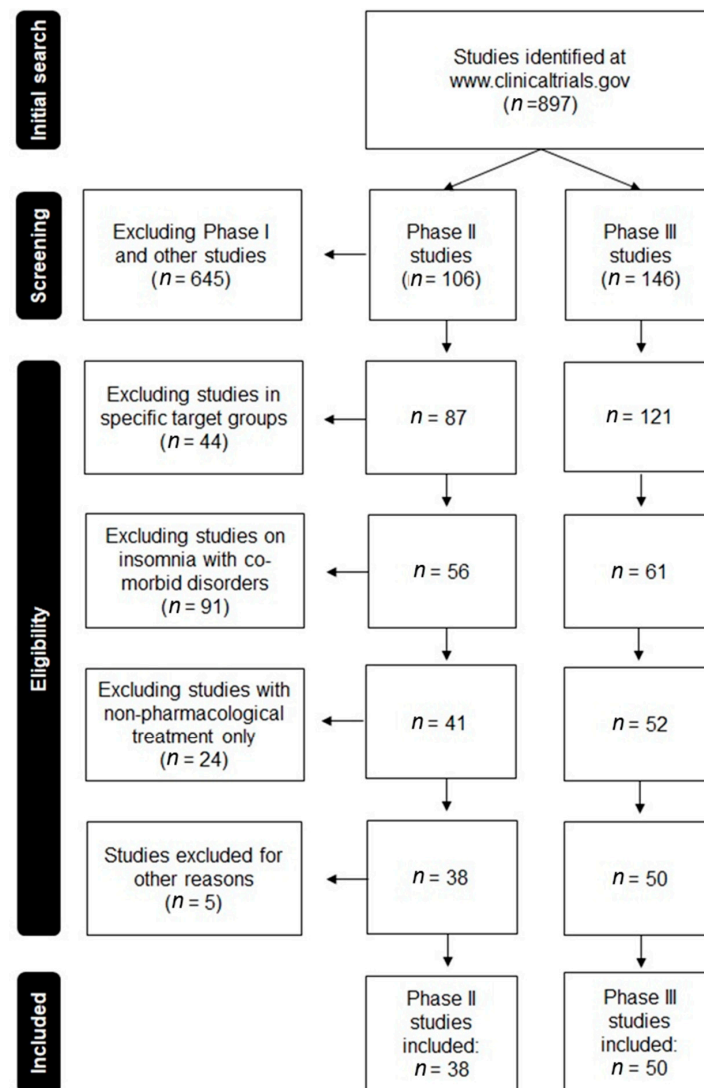 Initial search
Studies identified at
www.clinicaltrials.gov
(n =897)
Screening
Excluding Phase I
and other studies
(n = 645)
Phase II
studies
(n = 106)
Phase III
studies
(n = 146)
Eligibility
Excluding studies in
specific target groups
(n = 44)
n = 87
n = 121
Excluding studies on
insomnia with co-
morbid disorders
(n = 91)
n = 56
n = 61
Excluding studies with
non-pharmacological
treatment only
(n = 24)
n = 41
n = 52
Studies excluded for
other reasons
(n = 5)
n = 38
n = 50
Included
Phase II
studies
included:
n = 38
Phase III
studies
included:
n = 50